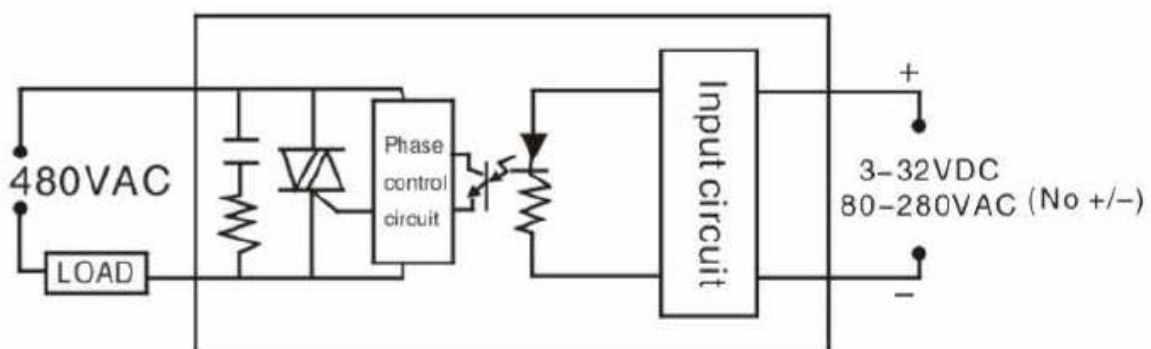 480VAC
LOAD
Phase
control
circuit
Input circuit
+
3-32VDC
80-280VAC (No +/-)
-